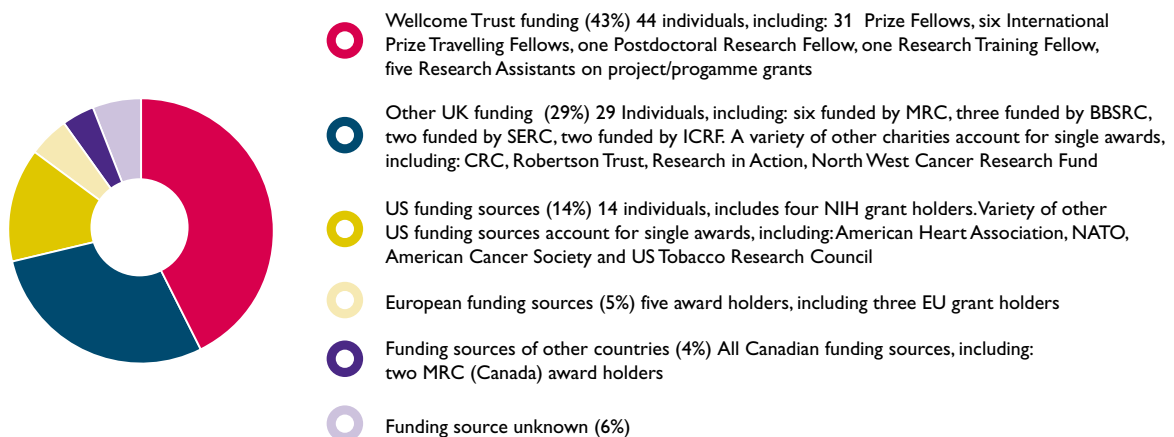 Wellcome Trust funding (43%) 44 individuals, including: 31 Prize Fellows, six International
Prize Travelling Fellows, one Postdoctoral Research Fellow, one Research Training Fellow,
five Research Assistants on project/progamme grants
Other UK funding (29%) 29 Individuals, including: six funded by MRC, three funded by BBSRC,
two funded by SERC, two funded by ICRF. A variety of other charities account for single awards,
including: CRC, Robertson Trust, Research in Action, North West Cancer Research Fund
US funding sources (14%) 14 individuals, includes four NIH grant holders. Variety of other
US funding sources account for single awards, including: American Heart Association, NATO,
American Cancer Society and US Tobacco Research Council
European funding sources (5%) five award holders, including three EU grant holders
Funding sources of other countries (4%) All Canadian funding sources, including:
two MRC (Canada) award holders
Funding source unknown (6%)